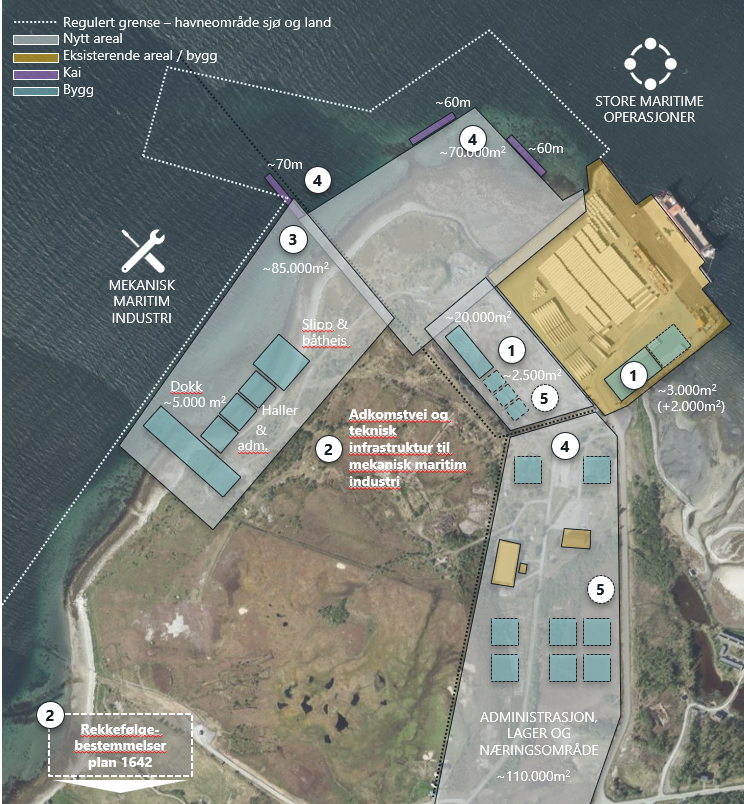 Regulert grense – havneområde sjø og land
Nytt areal
Eksisterende areal / bygg
Kai
Bygg
STORE MARITIME
OPERASJONER
~60m
4
~70.000m²
~60m
~70m
4
3
~85.000m²
MEKANISK
MARITIM
INDUSTRI
Slipp &
båtheis
~20.000m²
1
~2.500m²
5
1
~3.000m²
(+2.000m²)
Dokk
~5.000 m²
Haller
&
adm.
2
Adkomstvei og
teknisk
infrastruktur til
mekanisk maritim
industri
4
5
2
Rekkefølge-
bestemmelser
plan 1642
ADMINISTRASJON,
LAGER OG
NÆRINGSOMRÅDE
~110.000m²